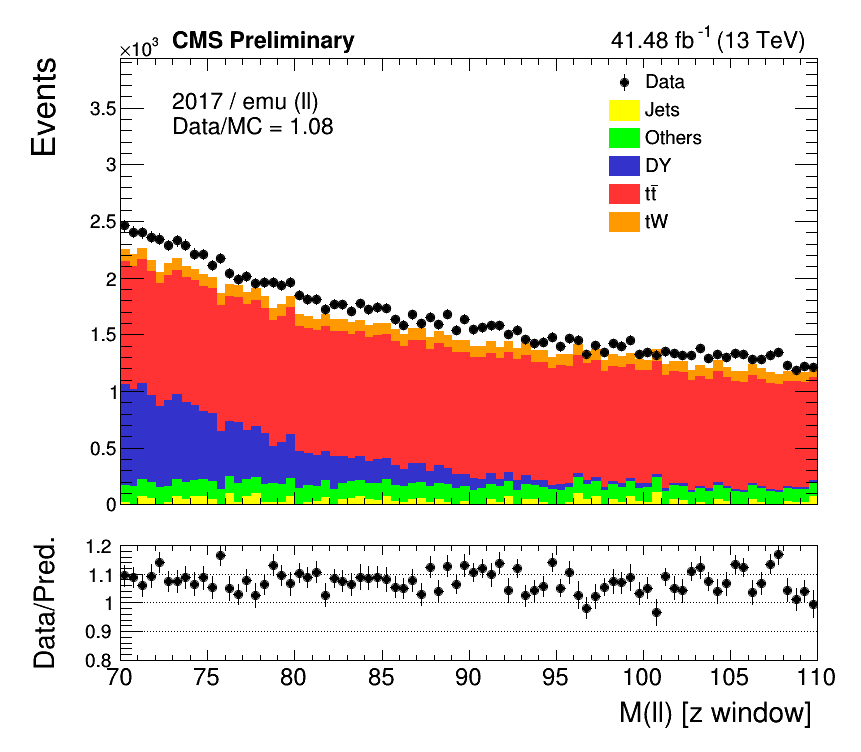 ×10³ CMS Preliminary 41.48 fb⁻¹ (13 TeV)
Events
2017 / emu (ll)
Data/MC = 1.08
Data
Jets
Others
DY
tt̄
tW
3.5
3
2.5
2
1.5
1
0.5
0
Data/Pred.
1.2
1.1
1
0.9
0.8
70 75 80 85 90 95 100 105 110
M(ll) [z window]